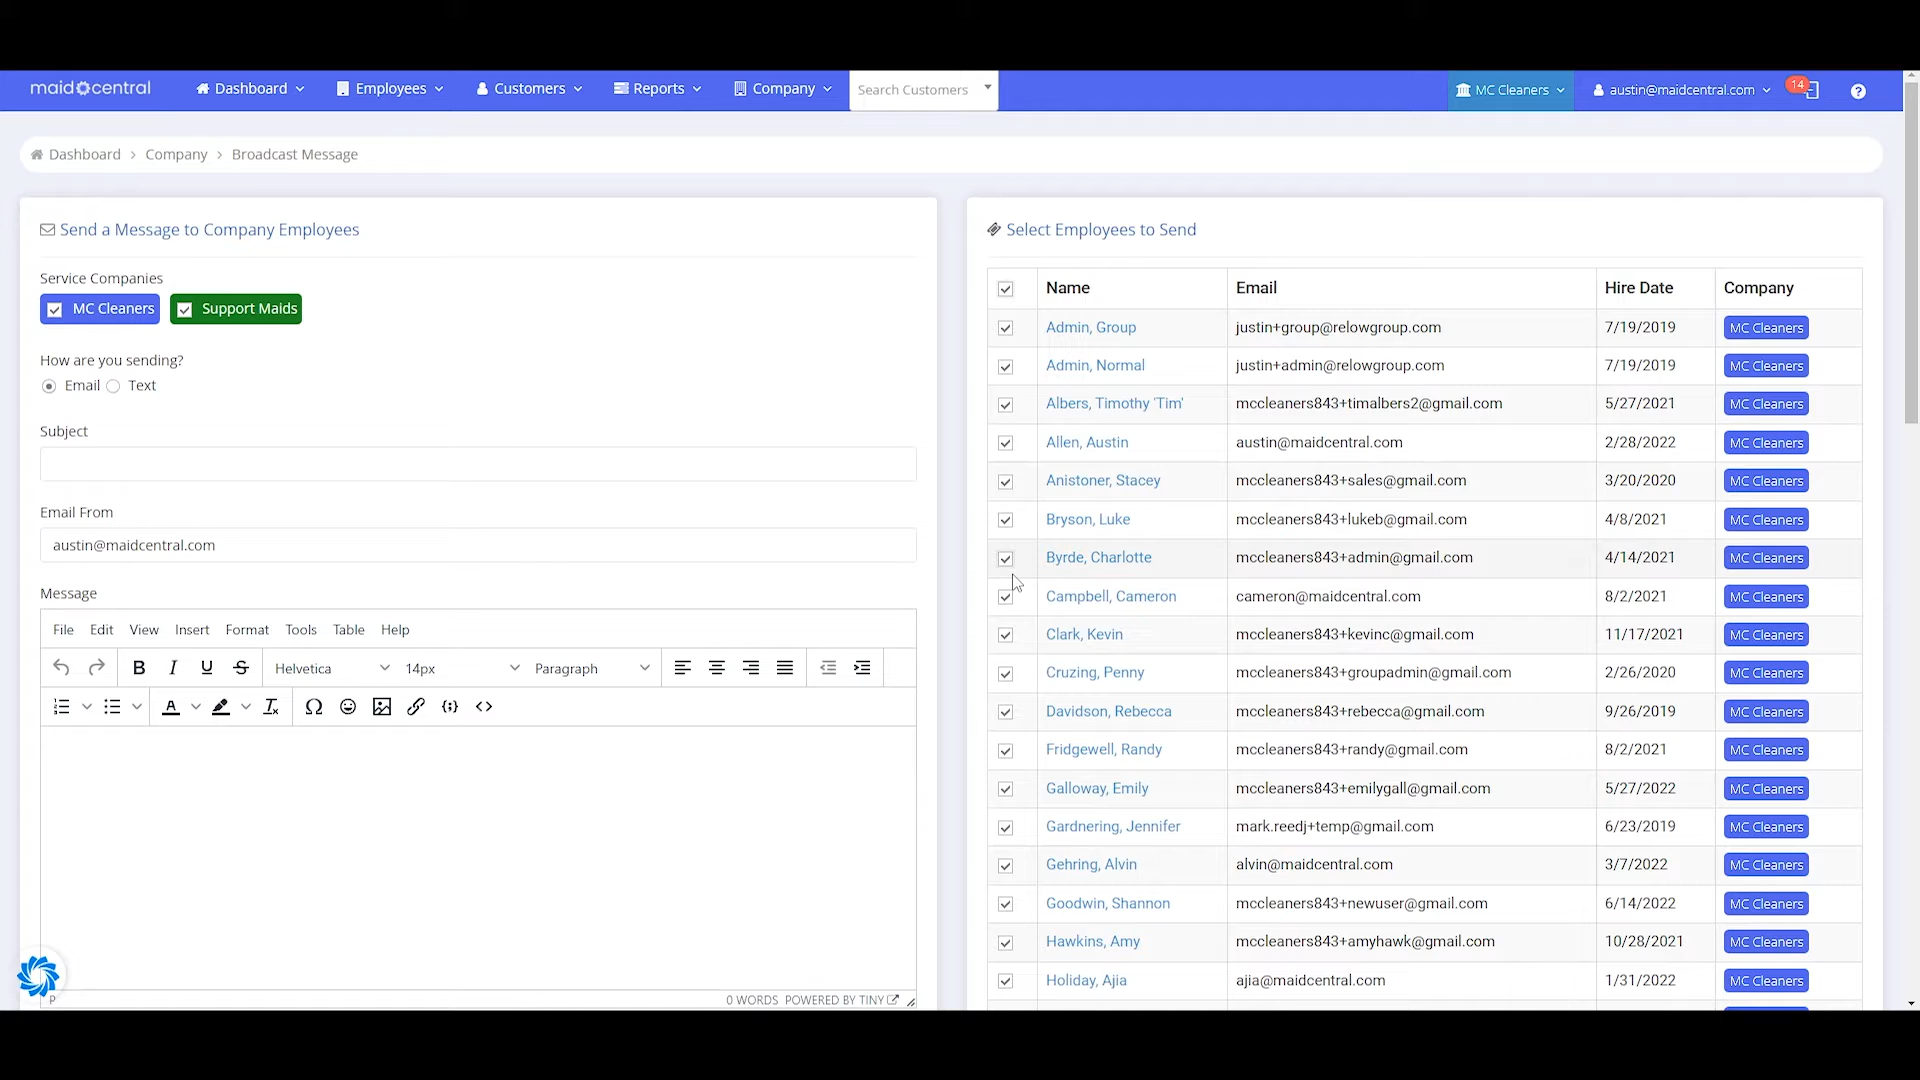 maidcentral Dashboard Employees Customers Reports Company Search Customers MC Cleaners austin@maidcentral.com 14
Dashboard > Company > Broadcast Message
Send a Message to Company Employees
Service Companies
MC Cleaners Support Maids
How are you sending?
Email Text
Subject
Email From
austin@maidcentral.com
Message
File Edit View Insert Format Tools Table Help
B I U S Helvetica 14px Paragraph
P
0 WORDS POWERED BY TINY
Select Employees to Send
Name Email Hire Date Company
Admin, Group justin+group@relowgroup.com 7/19/2019 MC Cleaners
Admin, Normal justin+admin@relowgroup.com 7/19/2019 MC Cleaners
Albers, Timothy 'Tim' mccleaners843+timalbers2@gmail.com 5/27/2021 MC Cleaners
Allen, Austin austin@maidcentral.com 2/28/2022 MC Cleaners
Anistoner, Stacey mccleaners843+sales@gmail.com 3/20/2020 MC Cleaners
Bryson, Luke mccleaners843+lukeb@gmail.com 4/8/2021 MC Cleaners
Byrde, Charlotte mccleaners843+admin@gmail.com 4/14/2021 MC Cleaners
Campbell, Cameron cameron@maidcentral.com 8/2/2021 MC Cleaners
Clark, Kevin mccleaners843+kevinc@gmail.com 11/17/2021 MC Cleaners
Cruzing, Penny mccleaners843+groupadmin@gmail.com 2/26/2020 MC Cleaners
Davidson, Rebecca mccleaners843+rebecca@gmail.com 9/26/2019 MC Cleaners
Fridgewell, Randy mccleaners843+randy@gmail.com 8/2/2021 MC Cleaners
Galloway, Emily mccleaners843+emilygall@gmail.com 5/27/2022 MC Cleaners
Gardnering, Jennifer mark.reedj+temp@gmail.com 6/23/2019 MC Cleaners
Gehring, Alvin alvin@maidcentral.com 3/7/2022 MC Cleaners
Goodwin, Shannon mccleaners843+newuser@gmail.com 6/14/2022 MC Cleaners
Hawkins, Amy mccleaners843+amyhawk@gmail.com 10/28/2021 MC Cleaners
Holiday, Ajia ajia@maidcentral.com 1/31/2022 MC Cleaners